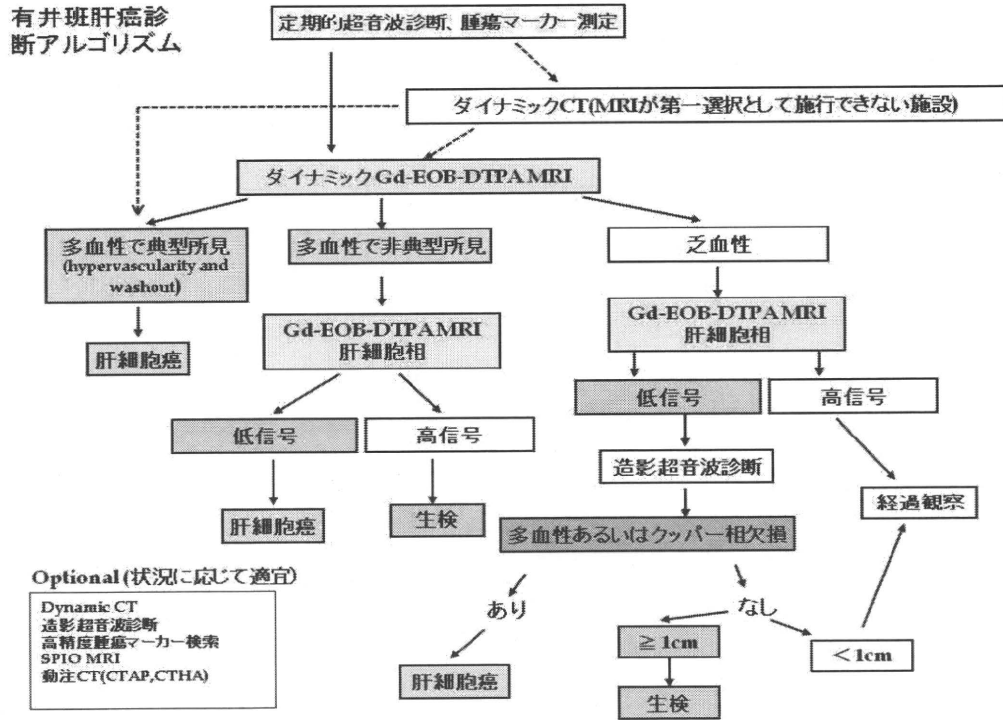 有井班肝癌診
断アルゴリズム
定期的超音波診断、腫瘍マーカー測定
ダイナミックCT(MRIが第一選択として施行できない施設)
ダイナミックGd-EOB-DTPA MRI
多血性で典型所見
(hypervascularity and
washout)
多血性で非典型所見
乏血性
肝細胞癌
Gd-EOB-DTPAMRI
肝細胞相
Gd-EOB-DTPAMRI
肝細胞相
低信号
高信号
低信号
高信号
造影超音波診断
肝細胞癌
生検
多血性あるいはクッパー相欠損
経過観察
あり
なし
≧1cm
<1cm
肝細胞癌
生検
Optional (状況に応じて適宜)
Dynamic CT
造影超音波診断
高精度腫瘍マーカー検索
SPIO MRI
動注CT(CTAP,CTHA)